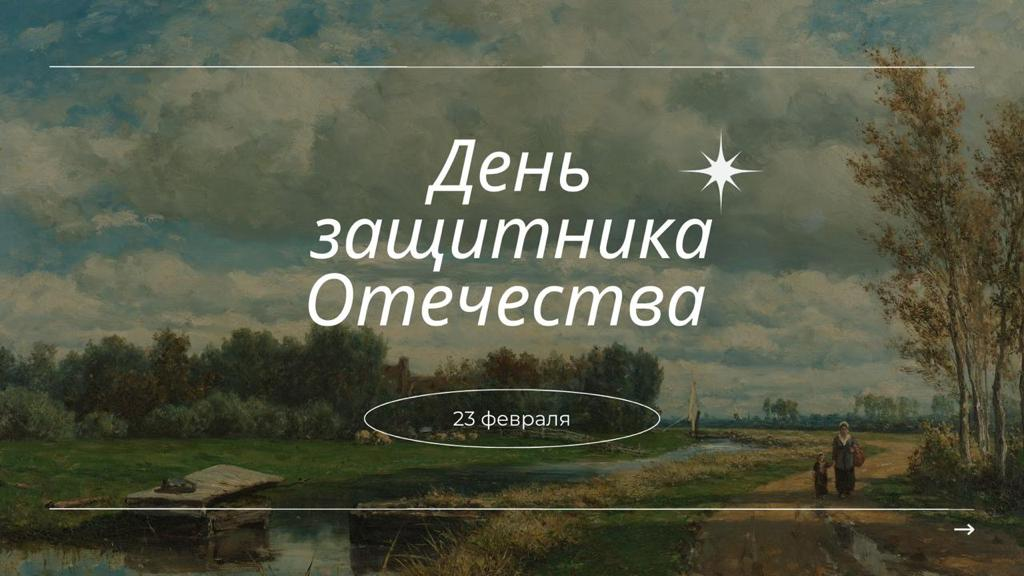 День
защитника
Отечества
23 февраля